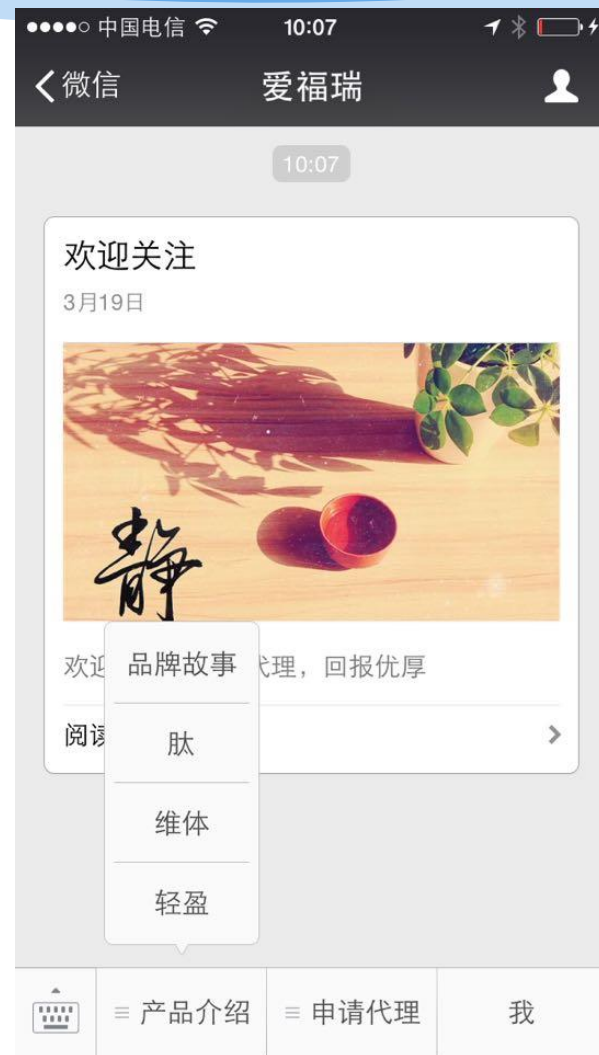 中国电信 10:07
微信 爱福瑞
10:07
欢迎关注
3月19日
静
欢迎 代理，回报优厚
阅读
品牌故事
肽
维体
轻盈
产品介绍 申请代理 我